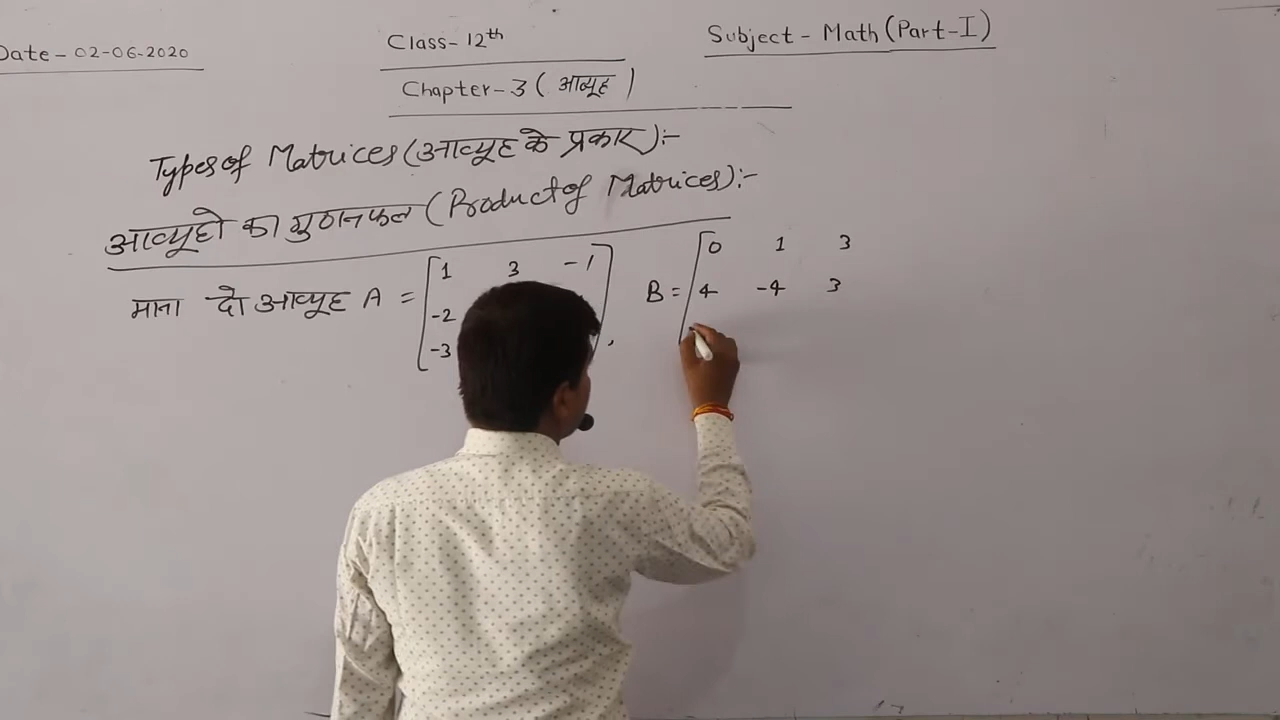 Date - 02-06-2020
Class - 12th
Subject - Math (Part-I)
Chapter - 3 ( आव्यूह )
Types of Matrices (आव्यूह के प्रकार) :-
आव्यूहो का गुणनफल (Product of Matrices) :-
माना दो आव्यूह A = [ 1 3 -1 , B = [ 0 1 3
-2 4 -4 3
-3